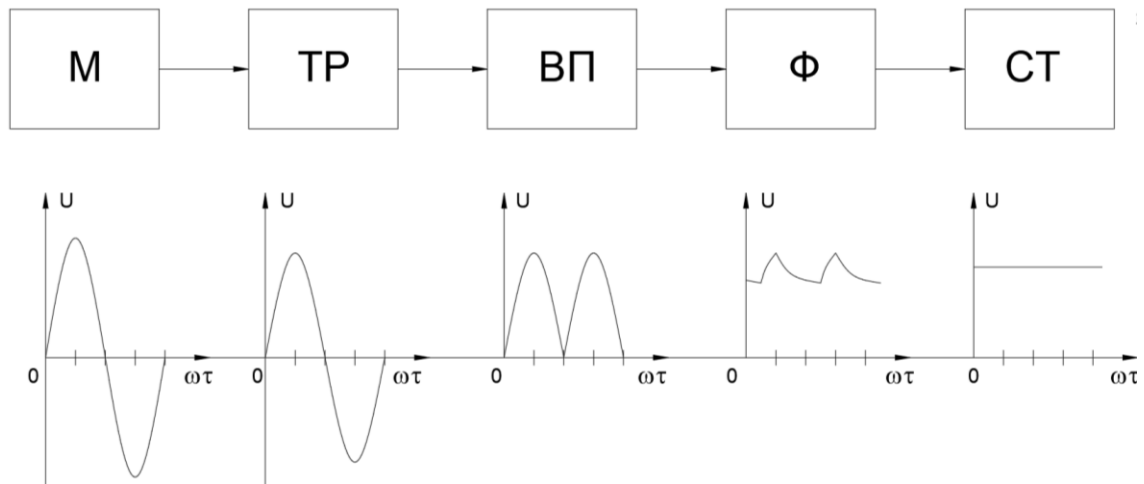 М ТР ВП Ф СТ
U U U U U
0 ωτ 0 ωτ 0 ωτ 0 ωτ 0 ωτ